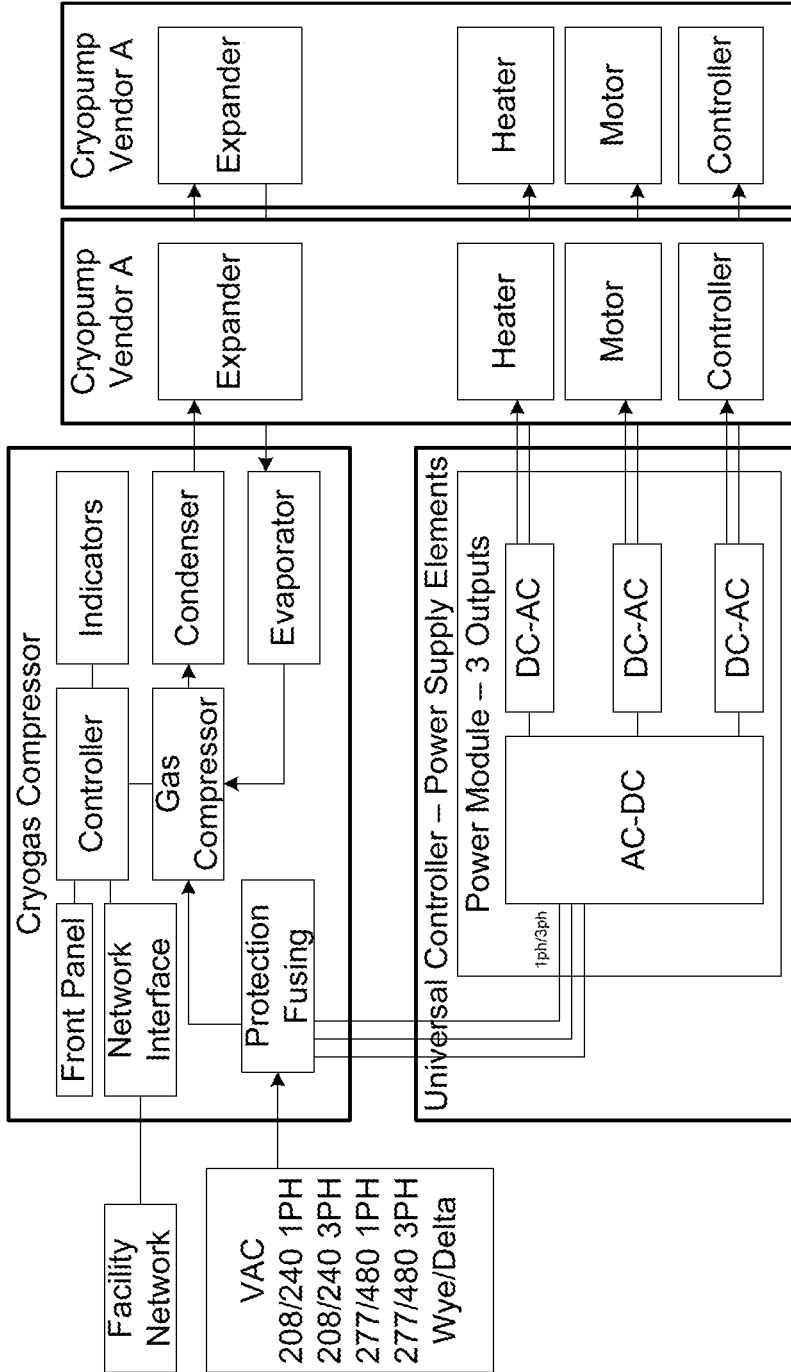 Facility
Network
VAC
208/240 1PH
208/240 3PH
277/480 1PH
277/480 3PH
Wye/Delta
Cryogas Compressor
Front Panel
Network
Interface
Controller
Indicators
Protection
Fusing
Gas
Compressor
Condenser
Evaporator
Universal Controller – Power Supply Elements
Power Module – 3 Outputs
1ph/3ph
AC-DC
DC-AC
DC-AC
DC-AC
Cryopump
Vendor A
Expander
Heater
Motor
Controller
Cryopump
Vendor A
Expander
Heater
Motor
Controller